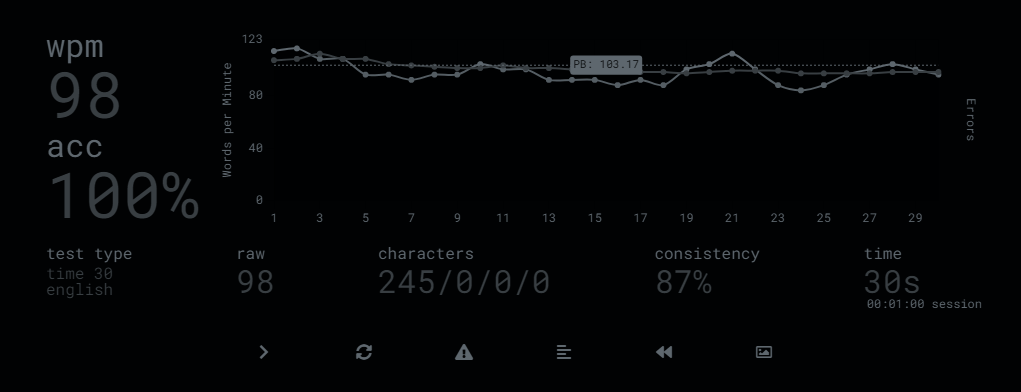 wpm
98
acc
100%
Words per Minute
123
80
40
0
PB: 103.17
Errors
1 3 5 7 9 11 13 15 17 19 21 23 25 27 29
test type
time 30
english
raw
98
characters
245/0/0/0
consistency
87%
time
30s
00:01:00 session